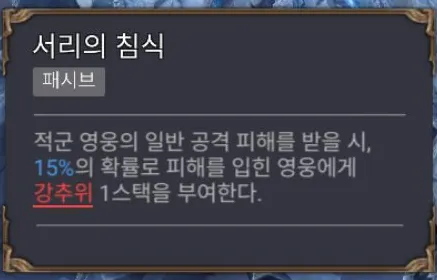 서리의 침식
패시브
적군 영웅의 일반 공격 피해를 받을 시,
15%의 확률로 피해를 입힌 영웅에게
강추위 1스택을 부여한다.